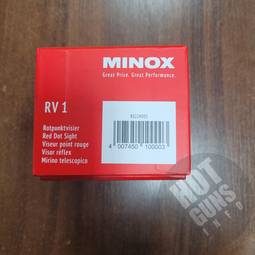 MINOX
Great Price. Great Performance.
RV 1
Rotpunktvisier
Red Dot Sight
Viseur point rouge
Visor réflex
Mirino telescopico
4 007450 100003
HOT
GUNS
INFO